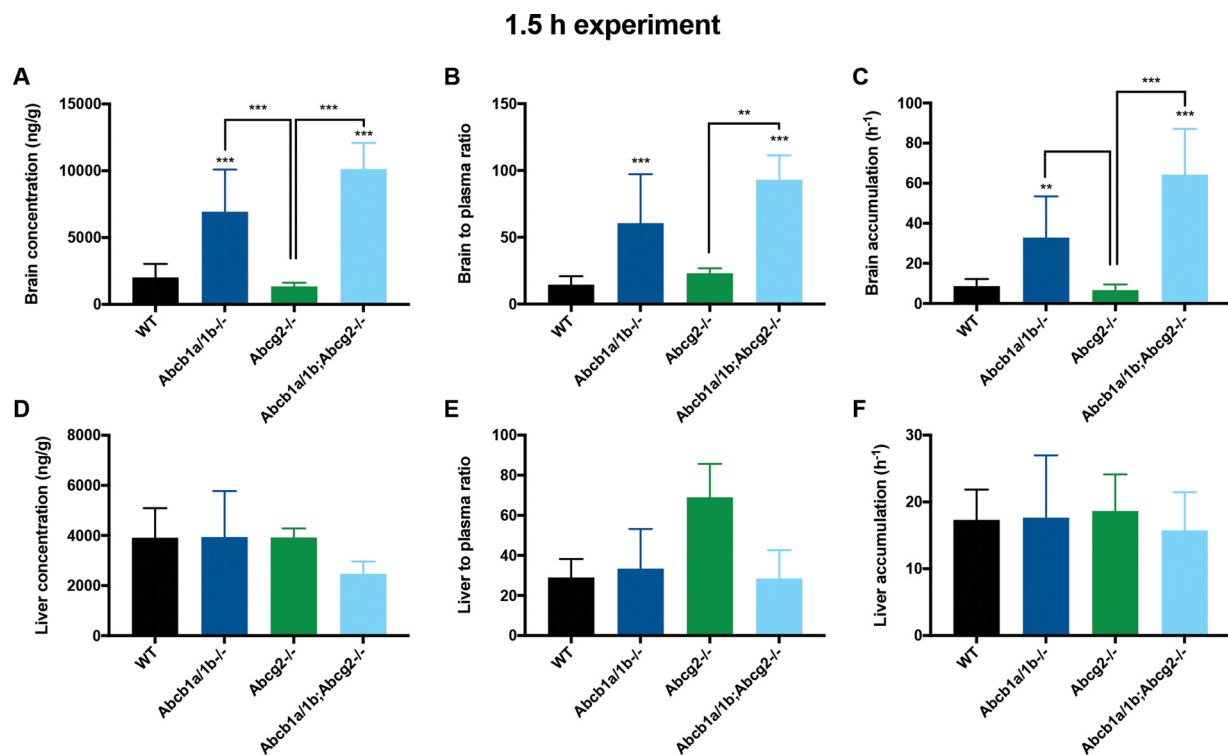 1.5 h experiment
A
Brain concentration (ng/g)
15000
10000
5000
0
***
***
***
***
WT
Abcb1a/1b-/-
Abcg2-/-
Abcb1a/1b;Abcg2-/-
B
Brain to plasma ratio
150
100
50
0
***
**
***
WT
Abcb1a/1b-/-
Abcg2-/-
Abcb1a/1b;Abcg2-/-
C
Brain accumulation (h-1)
100
80
60
40
20
0
**
***
***
WT
Abcb1a/1b-/-
Abcg2-/-
Abcb1a/1b;Abcg2-/-
D
Liver concentration (ng/g)
8000
6000
4000
2000
0
WT
Abcb1a/1b-/-
Abcg2-/-
Abcb1a/1b;Abcg2-/-
E
Liver to plasma ratio
100
80
60
40
20
0
WT
Abcb1a/1b-/-
Abcg2-/-
Abcb1a/1b;Abcg2-/-
F
Liver accumulation (h-1)
30
20
10
0
WT
Abcb1a/1b-/-
Abcg2-/-
Abcb1a/1b;Abcg2-/-